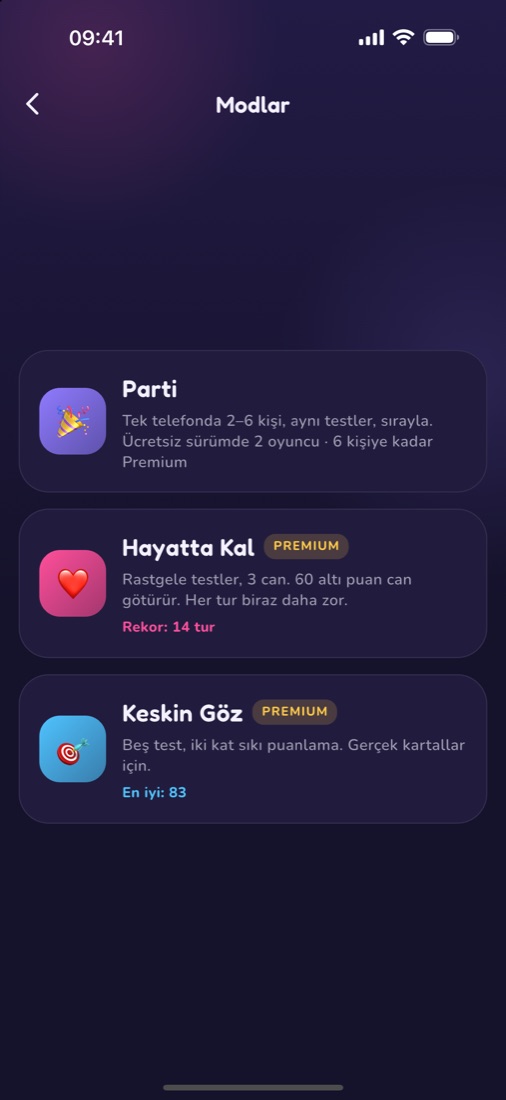 09:41
Modlar
Parti
Tek telefonda 2–6 kişi, aynı testler, sırayla.
Ücretsiz sürümde 2 oyuncu · 6 kişiye kadar
Premium
Hayatta Kal PREMIUM
Rastgele testler, 3 can. 60 altı puan can
götürür. Her tur biraz daha zor.
Rekor: 14 tur
Keskin Göz PREMIUM
Beş test, iki kat sıkı puanlama. Gerçek kartallar
için.
En iyi: 83